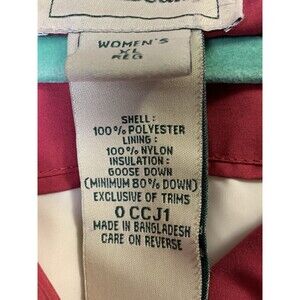 WOMEN'S
XL
REG
SHELL:
100% POLYESTER
LINING:
100% NYLON
INSULATION:
GOOSE DOWN
(MINIMUM 80% DOWN)
EXCLUSIVE OF TRIMS
0 CCJ1
MADE IN BANGLADESH
CARE ON REVERSE